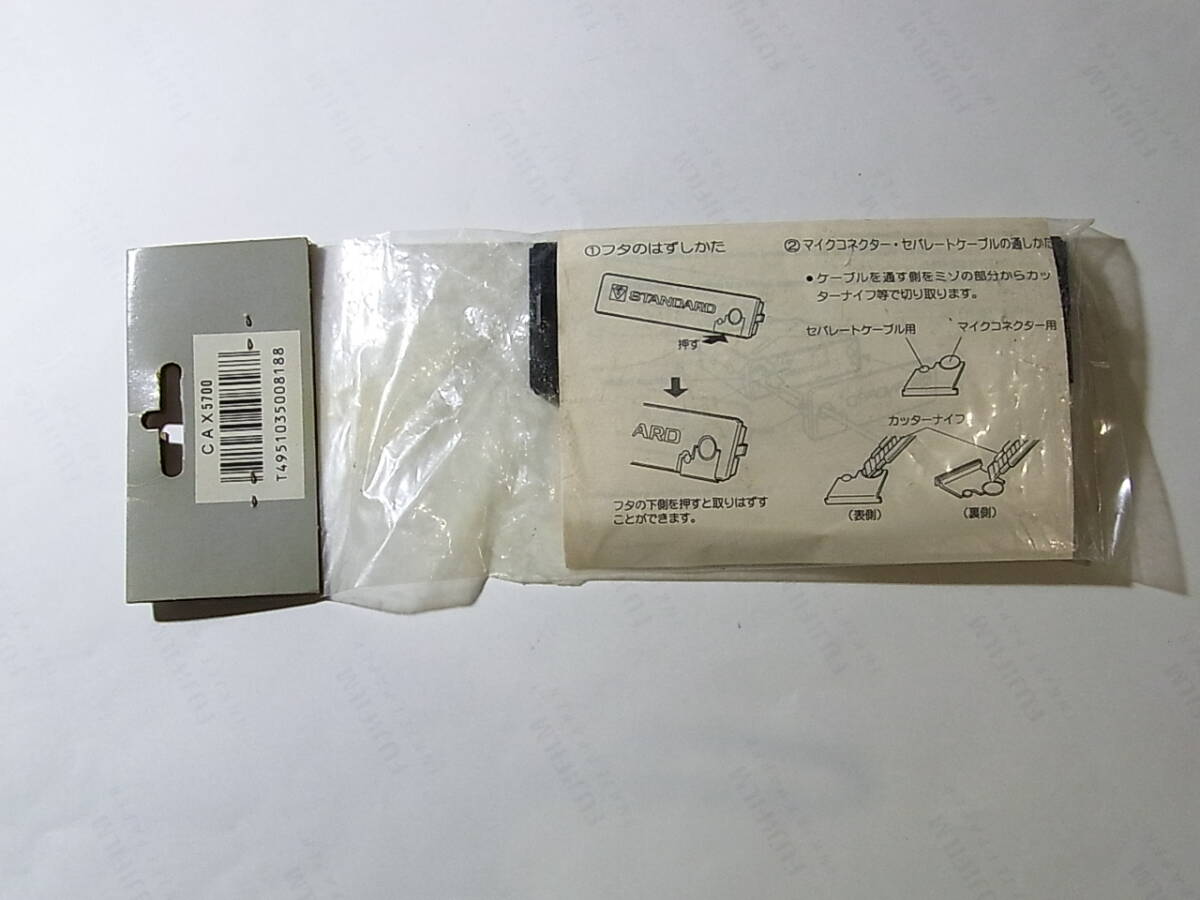 CAX5700
T4951035008188
①フタのはずしかた
STANDARD
押す
ARD
フタの下側を押すと取りはずす
ことができます。
②マイクコネクター・セパレートケーブルの通しかた
●ケーブルを通す側をミゾの部分からカッ
ターナイフ等で切り取ります。
セパレートケーブル用
マイクコネクター用
カッターナイフ
(表側)
(裏側)
FUJIFILM